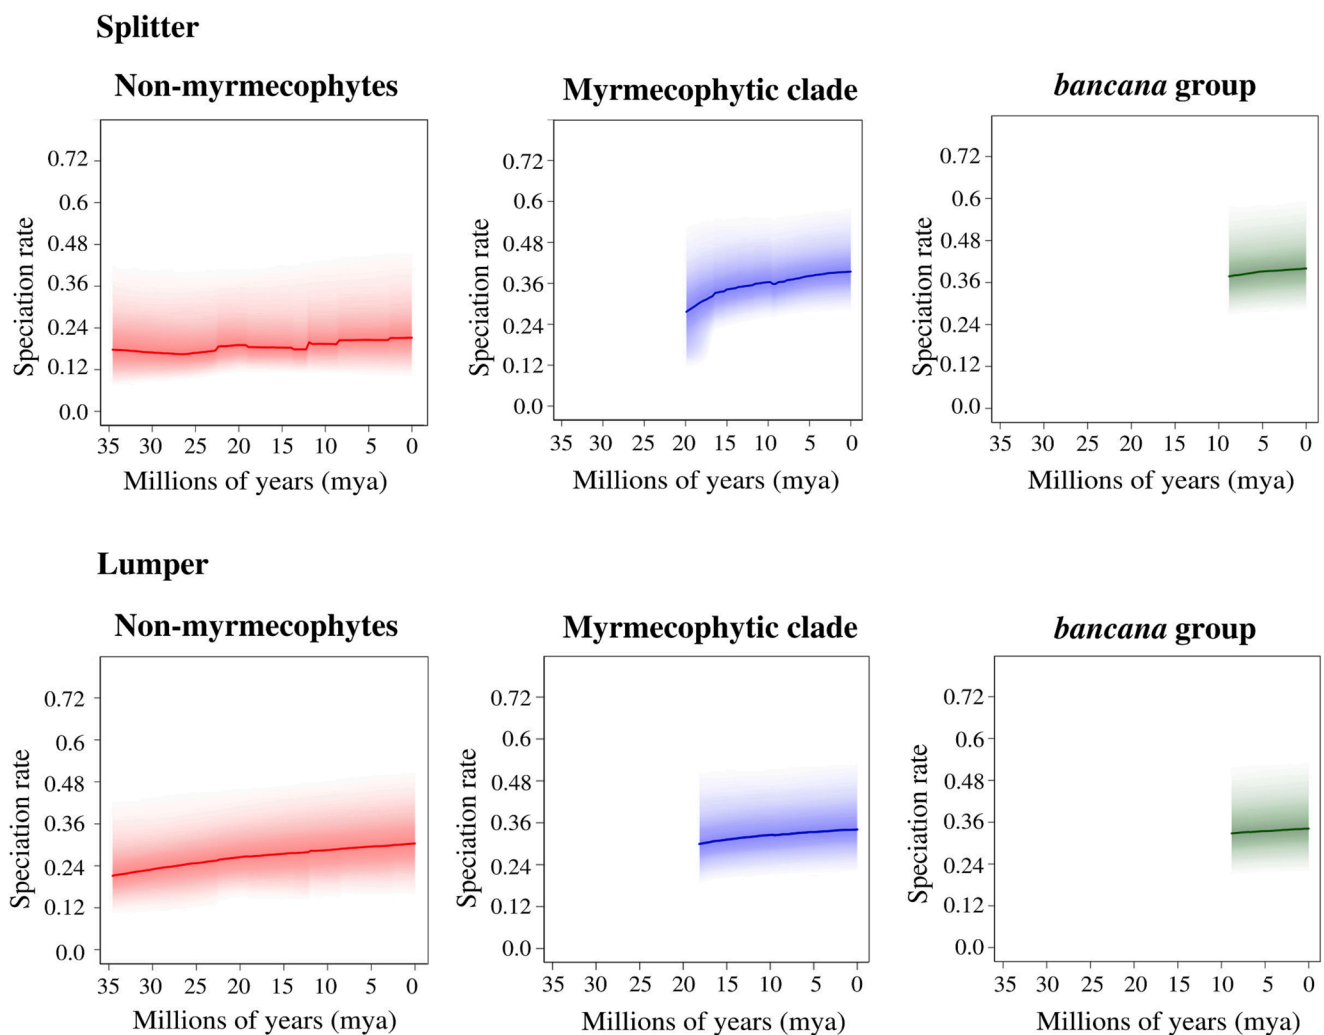 Splitter
Non-myrmecophytes
Myrmecophytic clade
bancana group
Speciation rate
0.72
0.6
0.48
0.36
0.24
0.12
0.0
35 30 25 20 15 10 5 0
Millions of years (mya)
Speciation rate
0.72
0.6
0.48
0.36
0.24
0.12
0.0
35 30 25 20 15 10 5 0
Millions of years (mya)
Speciation rate
0.72
0.6
0.48
0.36
0.24
0.12
0.0
35 30 25 20 15 10 5 0
Millions of years (mya)
Lumper
Non-myrmecophytes
Myrmecophytic clade
bancana group
Speciation rate
0.72
0.6
0.48
0.36
0.24
0.12
0.0
35 30 25 20 15 10 5 0
Millions of years (mya)
Speciation rate
0.72
0.6
0.48
0.36
0.24
0.12
0.0
35 30 25 20 15 10 5 0
Millions of years (mya)
Speciation rate
0.72
0.6
0.48
0.36
0.24
0.12
0.0
35 30 25 20 15 10 5 0
Millions of years (mya)